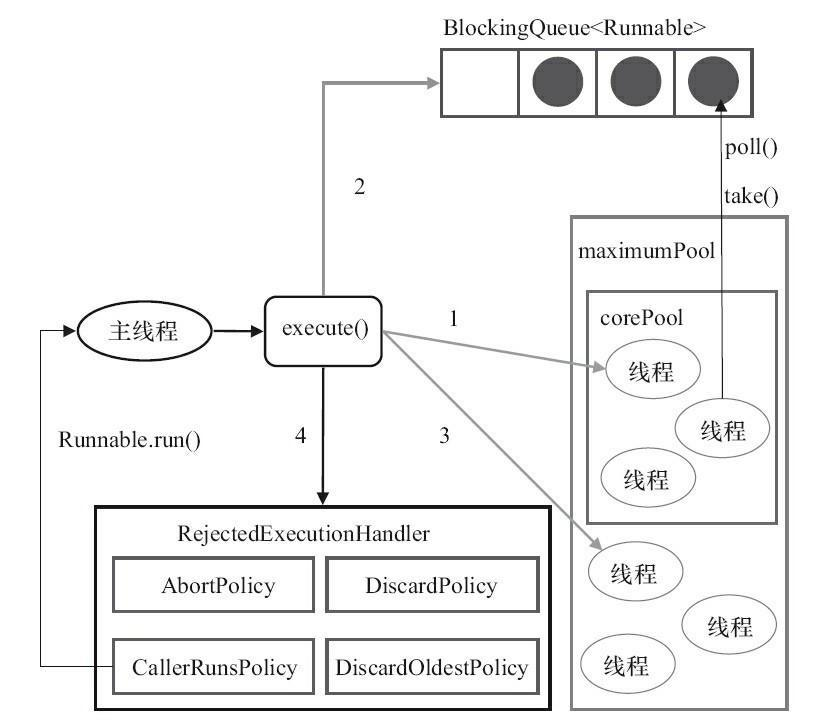 BlockingQueue<Runnable>
poll()
2
take()
maximumPool
corePool
主线程
execute()
1
线程
Runnable.run()
4
3
线程
线程
RejectedExecutionHandler
线程
AbortPolicy
DiscardPolicy
线程
CallerRunsPolicy
DiscardOldestPolicy
线程